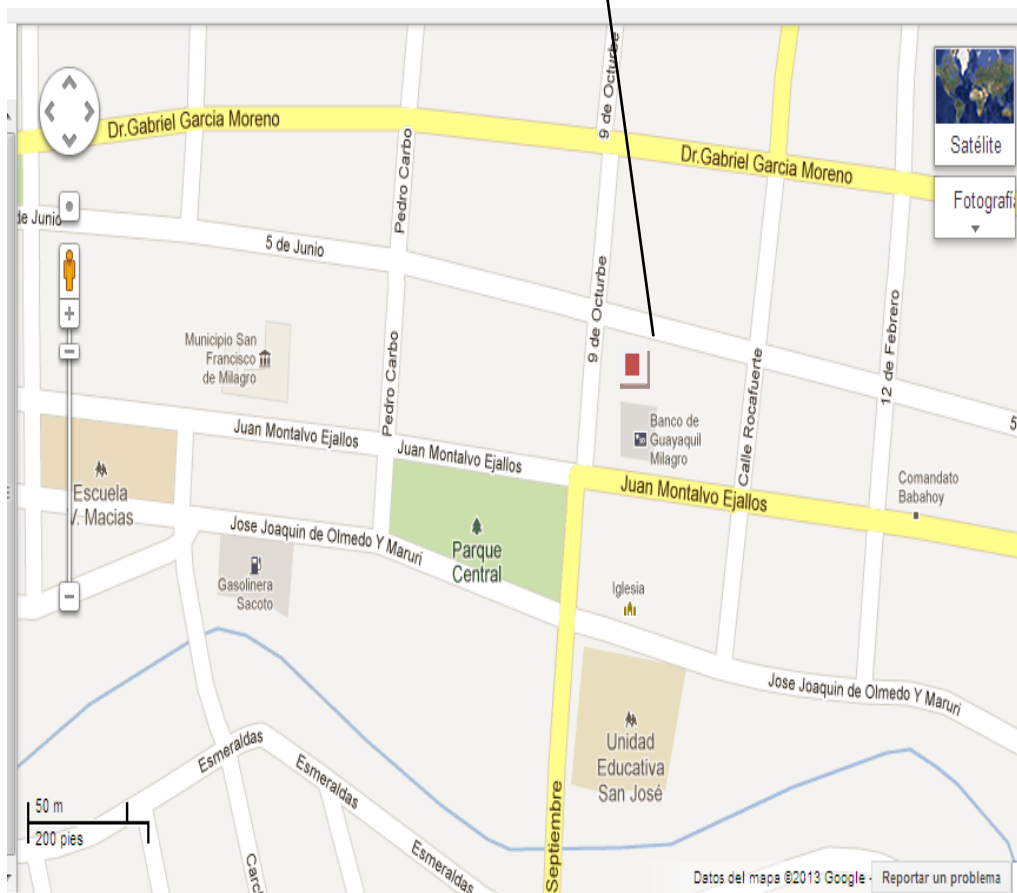 9 de Octurbe
Satélite
Fotografí
Dr.Gabriel Garcia Moreno
Dr.Gabriel Garcia Moreno
Pedro Carbo
de Junio
5 de Junio
9 de Octurbe
12 de Febrero
Municipio San
Francisco
de Milagro
Pedro Carbo
Calle Rocafuerte
5
Juan Montalvo Ejallos
Juan Montalvo Ejallos
Banco de
Guayaquil
Milagro
Juan Montalvo Ejallos
Comandato
Babahoy
Escuela
V. Macias
Jose Joaquin de Olmedo Y Maruri
Parque
Central
Gasolinera
Sacoto
Iglesia
Jose Joaquin de Olmedo Y Maruri
Unidad
Educativa
San José
Esmeraldas
Esmeraldas
Esmeraldas
Septiembre
Carc
50 m
200 pies
Datos del mapa ©2013 Google -
Reportar un problema